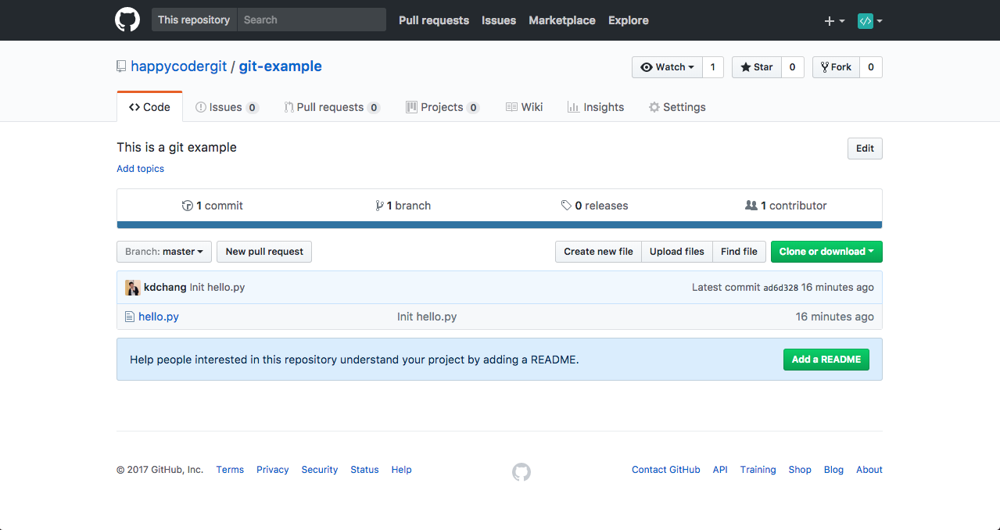 This repository Search Pull requests Issues Marketplace Explore
happycodergit / git-example Watch 1 Star 0 Fork 0
Code Issues 0 Pull requests 0 Projects 0 Wiki Insights Settings
This is a git example Edit
Add topics
1 commit 1 branch 0 releases 1 contributor
Branch: master New pull request Create new file Upload files Find file Clone or download
kdchang Init hello.py Latest commit ad6d328 16 minutes ago
hello.py Init hello.py 16 minutes ago
Help people interested in this repository understand your project by adding a README. Add a README
© 2017 GitHub, Inc. Terms Privacy Security Status Help Contact GitHub API Training Shop Blog About